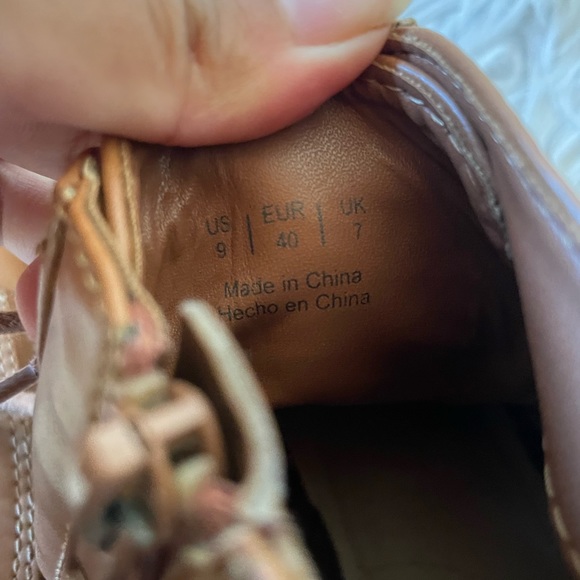 US | EUR | UK
9 | 40 | 7
Made in China
Hecho en China